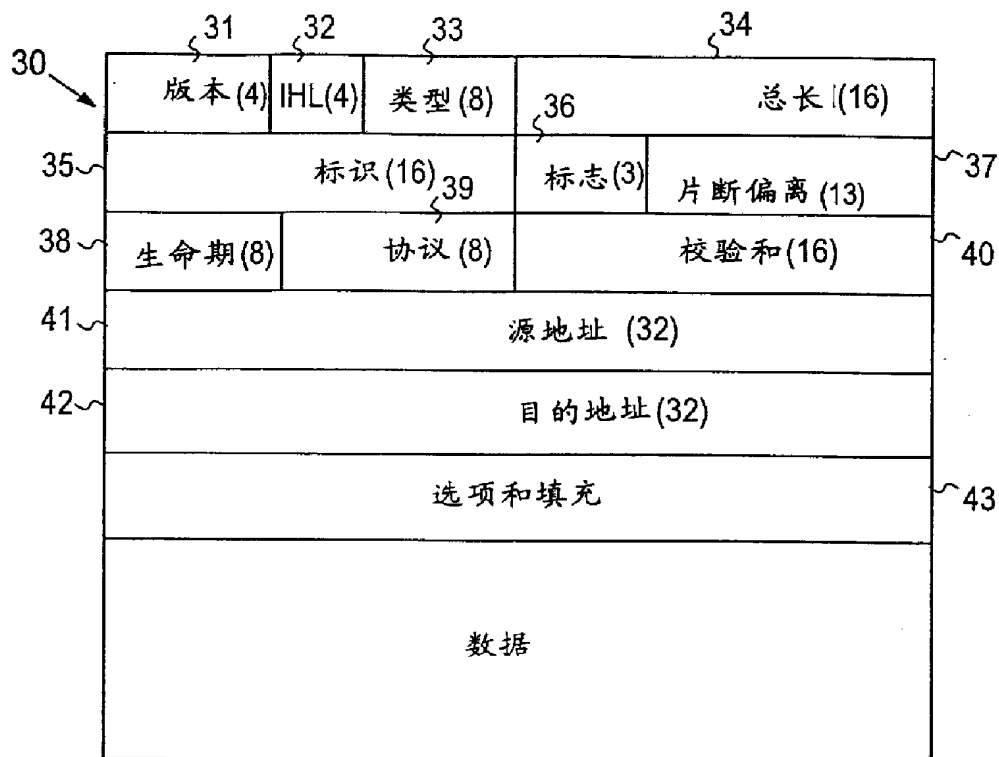 31 32 33 34
30
版本(4) IHL(4) 类型(8) 总长(16)
36
35 标识(16) 标志(3) 片断偏离(13) 37
39
38 生命期(8) 协议(8) 校验和(16) 40
41 源地址 (32)
42 目的地址(32)
选项和填充 43
数据